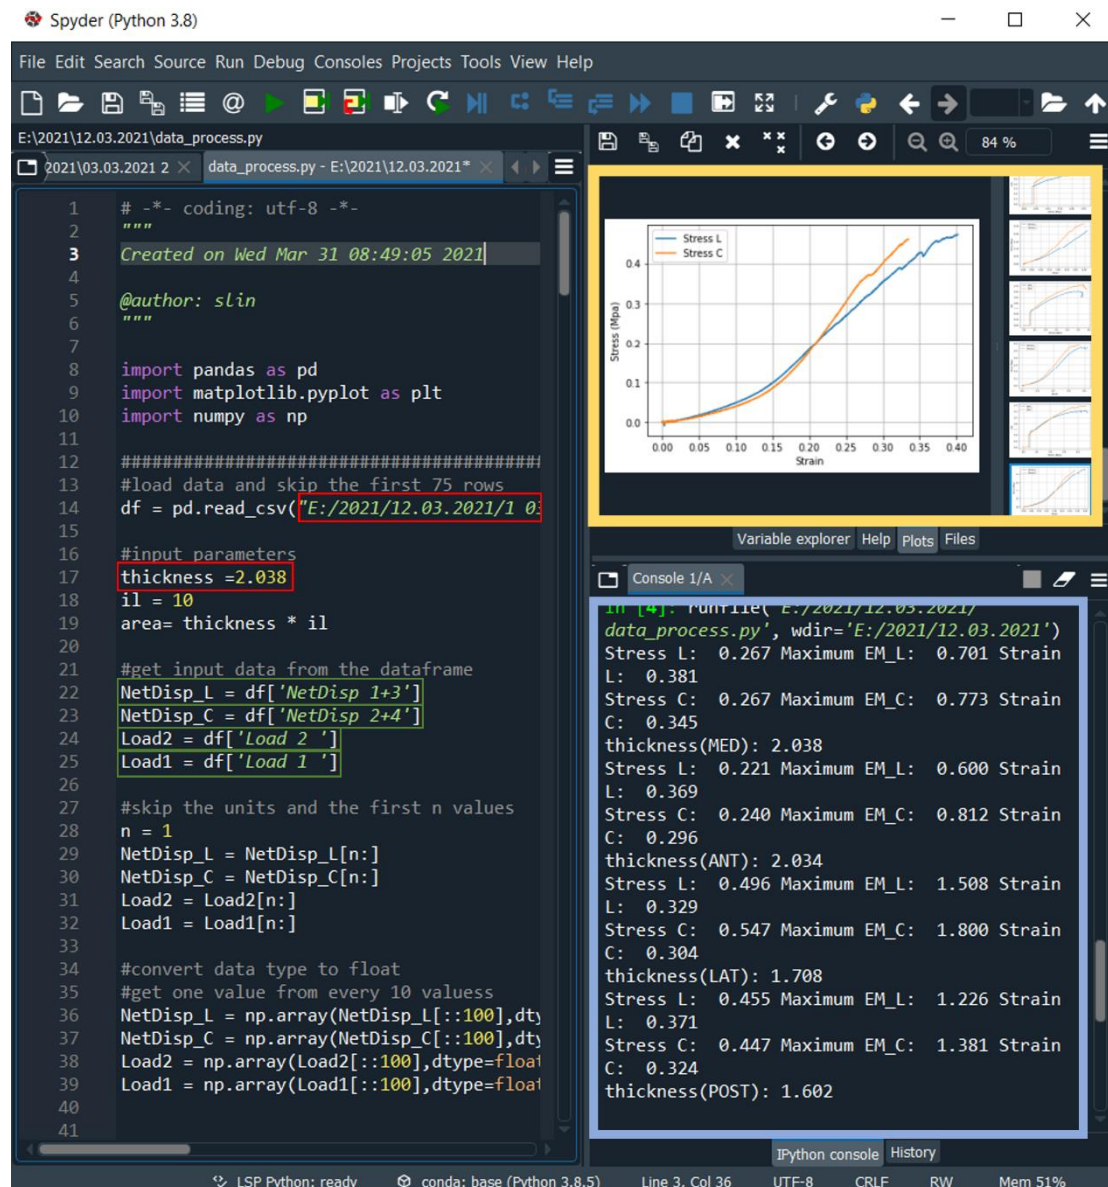 Spyder (Python 3.8)
File Edit Search Source Run Debug Consoles Projects Tools View Help
E:\2021\12.03.2021\data_process.py
84 %
2021\03.03.2021 2
data_process.py - E:\2021\12.03.2021*
1 # -*- coding: utf-8 -*-
2 """
3 Created on Wed Mar 31 08:49:05 2021
4
5 @author: slin
6 """
7
8 import pandas as pd
9 import matplotlib.pyplot as plt
10 import numpy as np
11
12 #########################################
13 #load data and skip the first 75 rows
14 df = pd.read_csv("E:/2021/12.03.2021/1 03
15
16 #input parameters
17 thickness =2.038
18 il = 10
19 area= thickness * il
20
21 #get input data from the dataframe
22 NetDisp_L = df['NetDisp 1+3']
23 NetDisp_C = df['NetDisp 2+4']
24 Load2 = df['Load 2 ']
25 Load1 = df['Load 1 ']
26
27 #skip the units and the first n values
28 n = 1
29 NetDisp_L = NetDisp_L[n:]
30 NetDisp_C = NetDisp_C[n:]
31 Load2 = Load2[n:]
32 Load1 = Load1[n:]
33
34 #convert data type to float
35 #get one value from every 10 valuess
36 NetDisp_L = np.array(NetDisp_L[::100],dty
37 NetDisp_C = np.array(NetDisp_C[::100],dty
38 Load2 = np.array(Load2[::100],dtype=float
39 Load1 = np.array(Load1[::100],dtype=float
40
41
Stress L
Stress C
0.4
0.3
0.2
0.1
0.0
Stress (Mpa)
0.00 0.05 0.10 0.15 0.20 0.25 0.30 0.35 0.40
Strain
Variable explorer Help Plots Files
Console 1/A
In [4]: runfile('E:/2021/12.03.2021/
data_process.py', wdir='E:/2021/12.03.2021')
Stress L: 0.267 Maximum EM_L: 0.701 Strain
L: 0.381
Stress C: 0.267 Maximum EM_C: 0.773 Strain
C: 0.345
thickness(MED): 2.038
Stress L: 0.221 Maximum EM_L: 0.600 Strain
L: 0.369
Stress C: 0.240 Maximum EM_C: 0.812 Strain
C: 0.296
thickness(ANT): 2.034
Stress L: 0.496 Maximum EM_L: 1.508 Strain
L: 0.329
Stress C: 0.547 Maximum EM_C: 1.800 Strain
C: 0.304
thickness(LAT): 1.708
Stress L: 0.455 Maximum EM_L: 1.226 Strain
L: 0.371
Stress C: 0.447 Maximum EM_C: 1.381 Strain
C: 0.324
thickness(POST): 1.602
IPython console History
LSP Python: ready conda: base (Python 3.8.5) Line 3, Col 36 UTF-8 CRLF RW Mem 51%